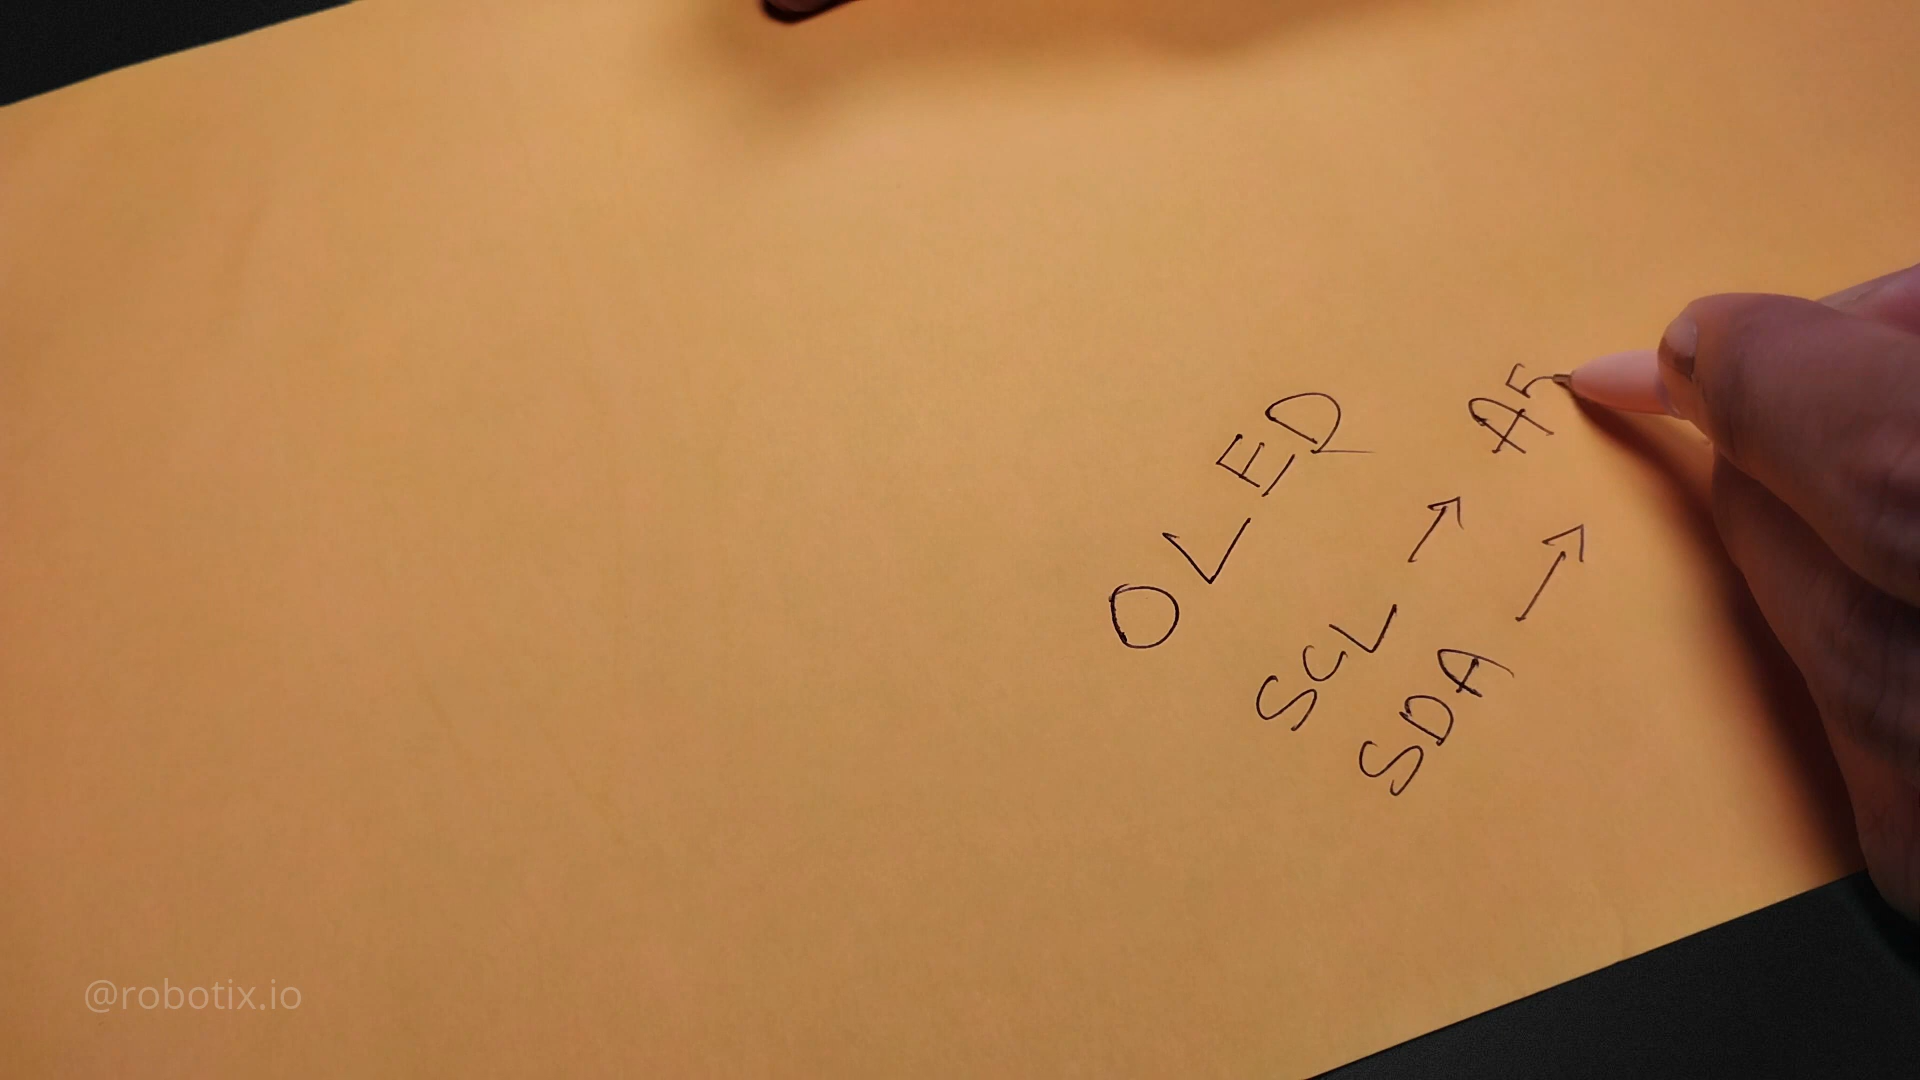 OLED
SCL → A5
SDA →
@robotix.io